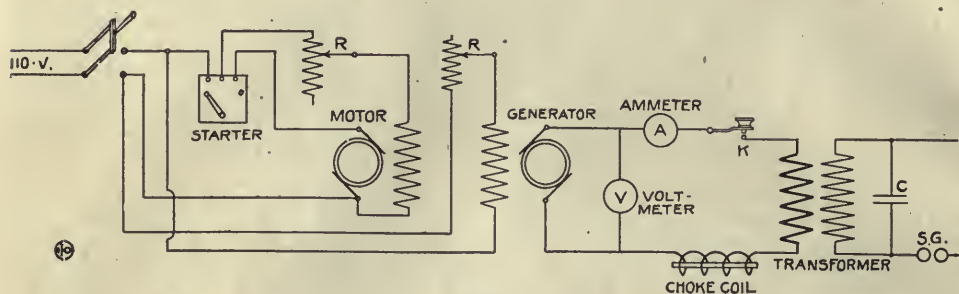 110·V.
STARTER
R
MOTOR
R
GENERATOR
AMMETER
A
K
V
VOLT-
METER
CHOKE COIL
TRANSFORMER
C
S.G.